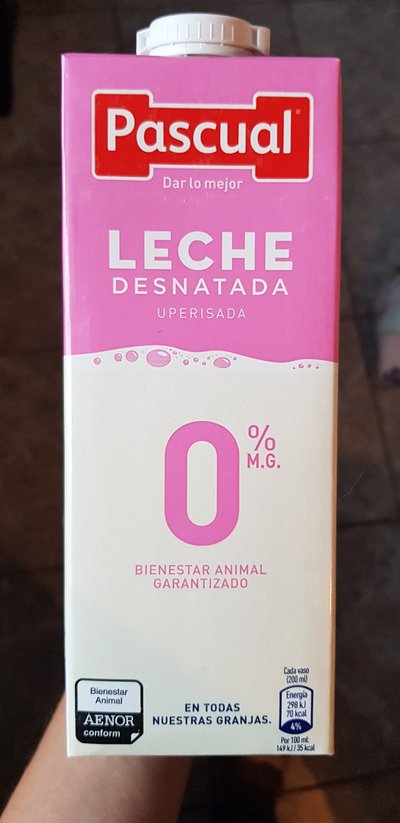 Pascual
Dar lo mejor
LECHE
DESNATADA
UPERISADA
0%
M.G.
BIENESTAR ANIMAL
GARANTIZADO
Bienestar
Animal
AENOR
conform
EN TODAS
NUESTRAS GRANJAS.
Cada vaso
(200 ml)
Energía
298 kJ
70 kcal
4%
Por 100 ml:
149 kJ / 35 kcal